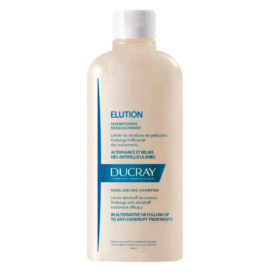 ELUTION
SHAMPOOING
RÉÉQUILIBRANT
Limite les récidives de pellicules
Prolonge l'efficacité
des traitements
ALTERNANCE ET RELAIS
DES ANTIPELLICULAIRES
DUCRAY
REBALANCING SHAMPOO
Limits dandruff recurrence
Prolongs anti-dandruff
treatment efficacy
IN ALTERNATION OR FOLLOW-UP
TO ANTI-DANDRUFF TREATMENTS